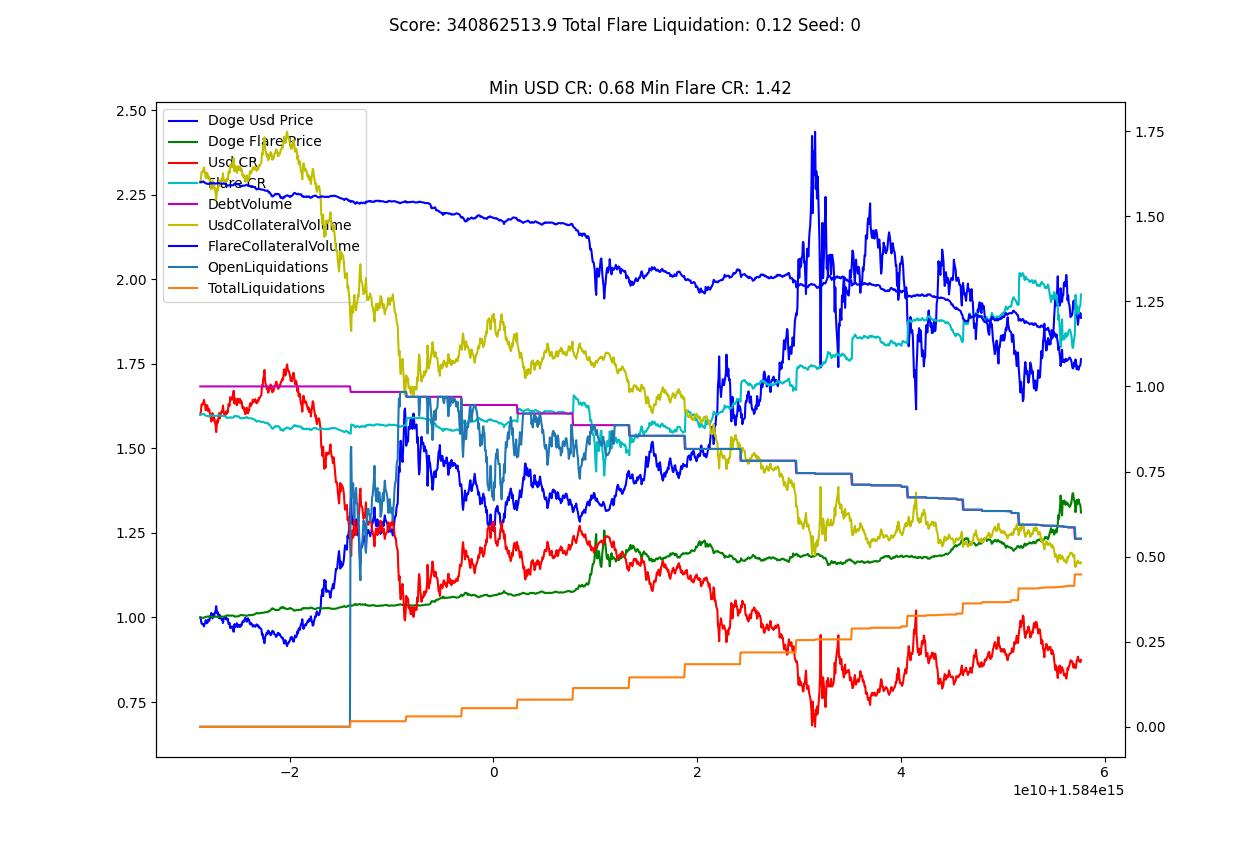 Score: 340862513.9 Total Flare Liquidation: 0.12 Seed: 0
Min USD CR: 0.68 Min Flare CR: 1.42
Doge Usd Price
Doge Flare Price
Usd CR
Flare CR
DebtVolume
UsdCollateralVolume
FlareCollateralVolume
OpenLiquidations
TotalLiquidations
2.50
2.25
2.00
1.75
1.50
1.25
1.00
0.75
1.75
1.50
1.25
1.00
0.75
0.50
0.25
0.00
−2
0
2
4
6
1e10+1.584e15